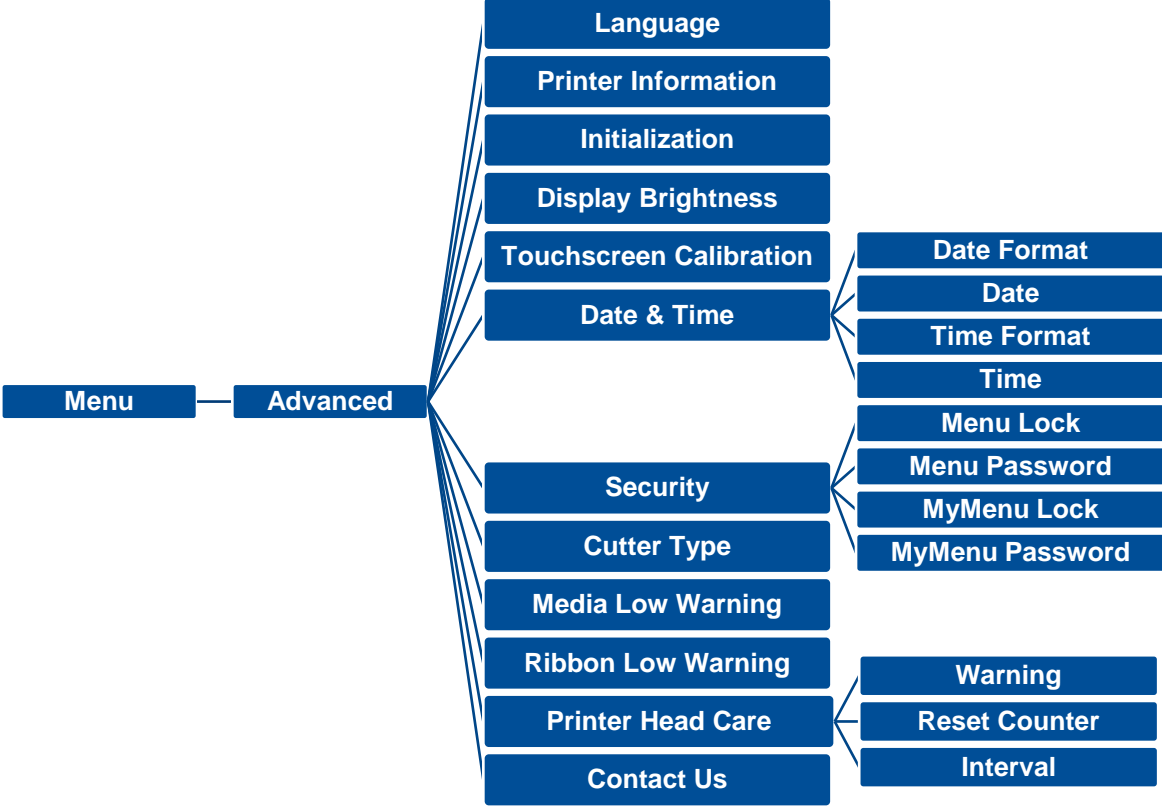 Menu
Advanced
Language
Printer Information
Initialization
Display Brightness
Touchscreen Calibration
Date & Time
Date Format
Date
Time Format
Time
Security
Menu Lock
Menu Password
MyMenu Lock
MyMenu Password
Cutter Type
Media Low Warning
Ribbon Low Warning
Printer Head Care
Warning
Reset Counter
Interval
Contact Us